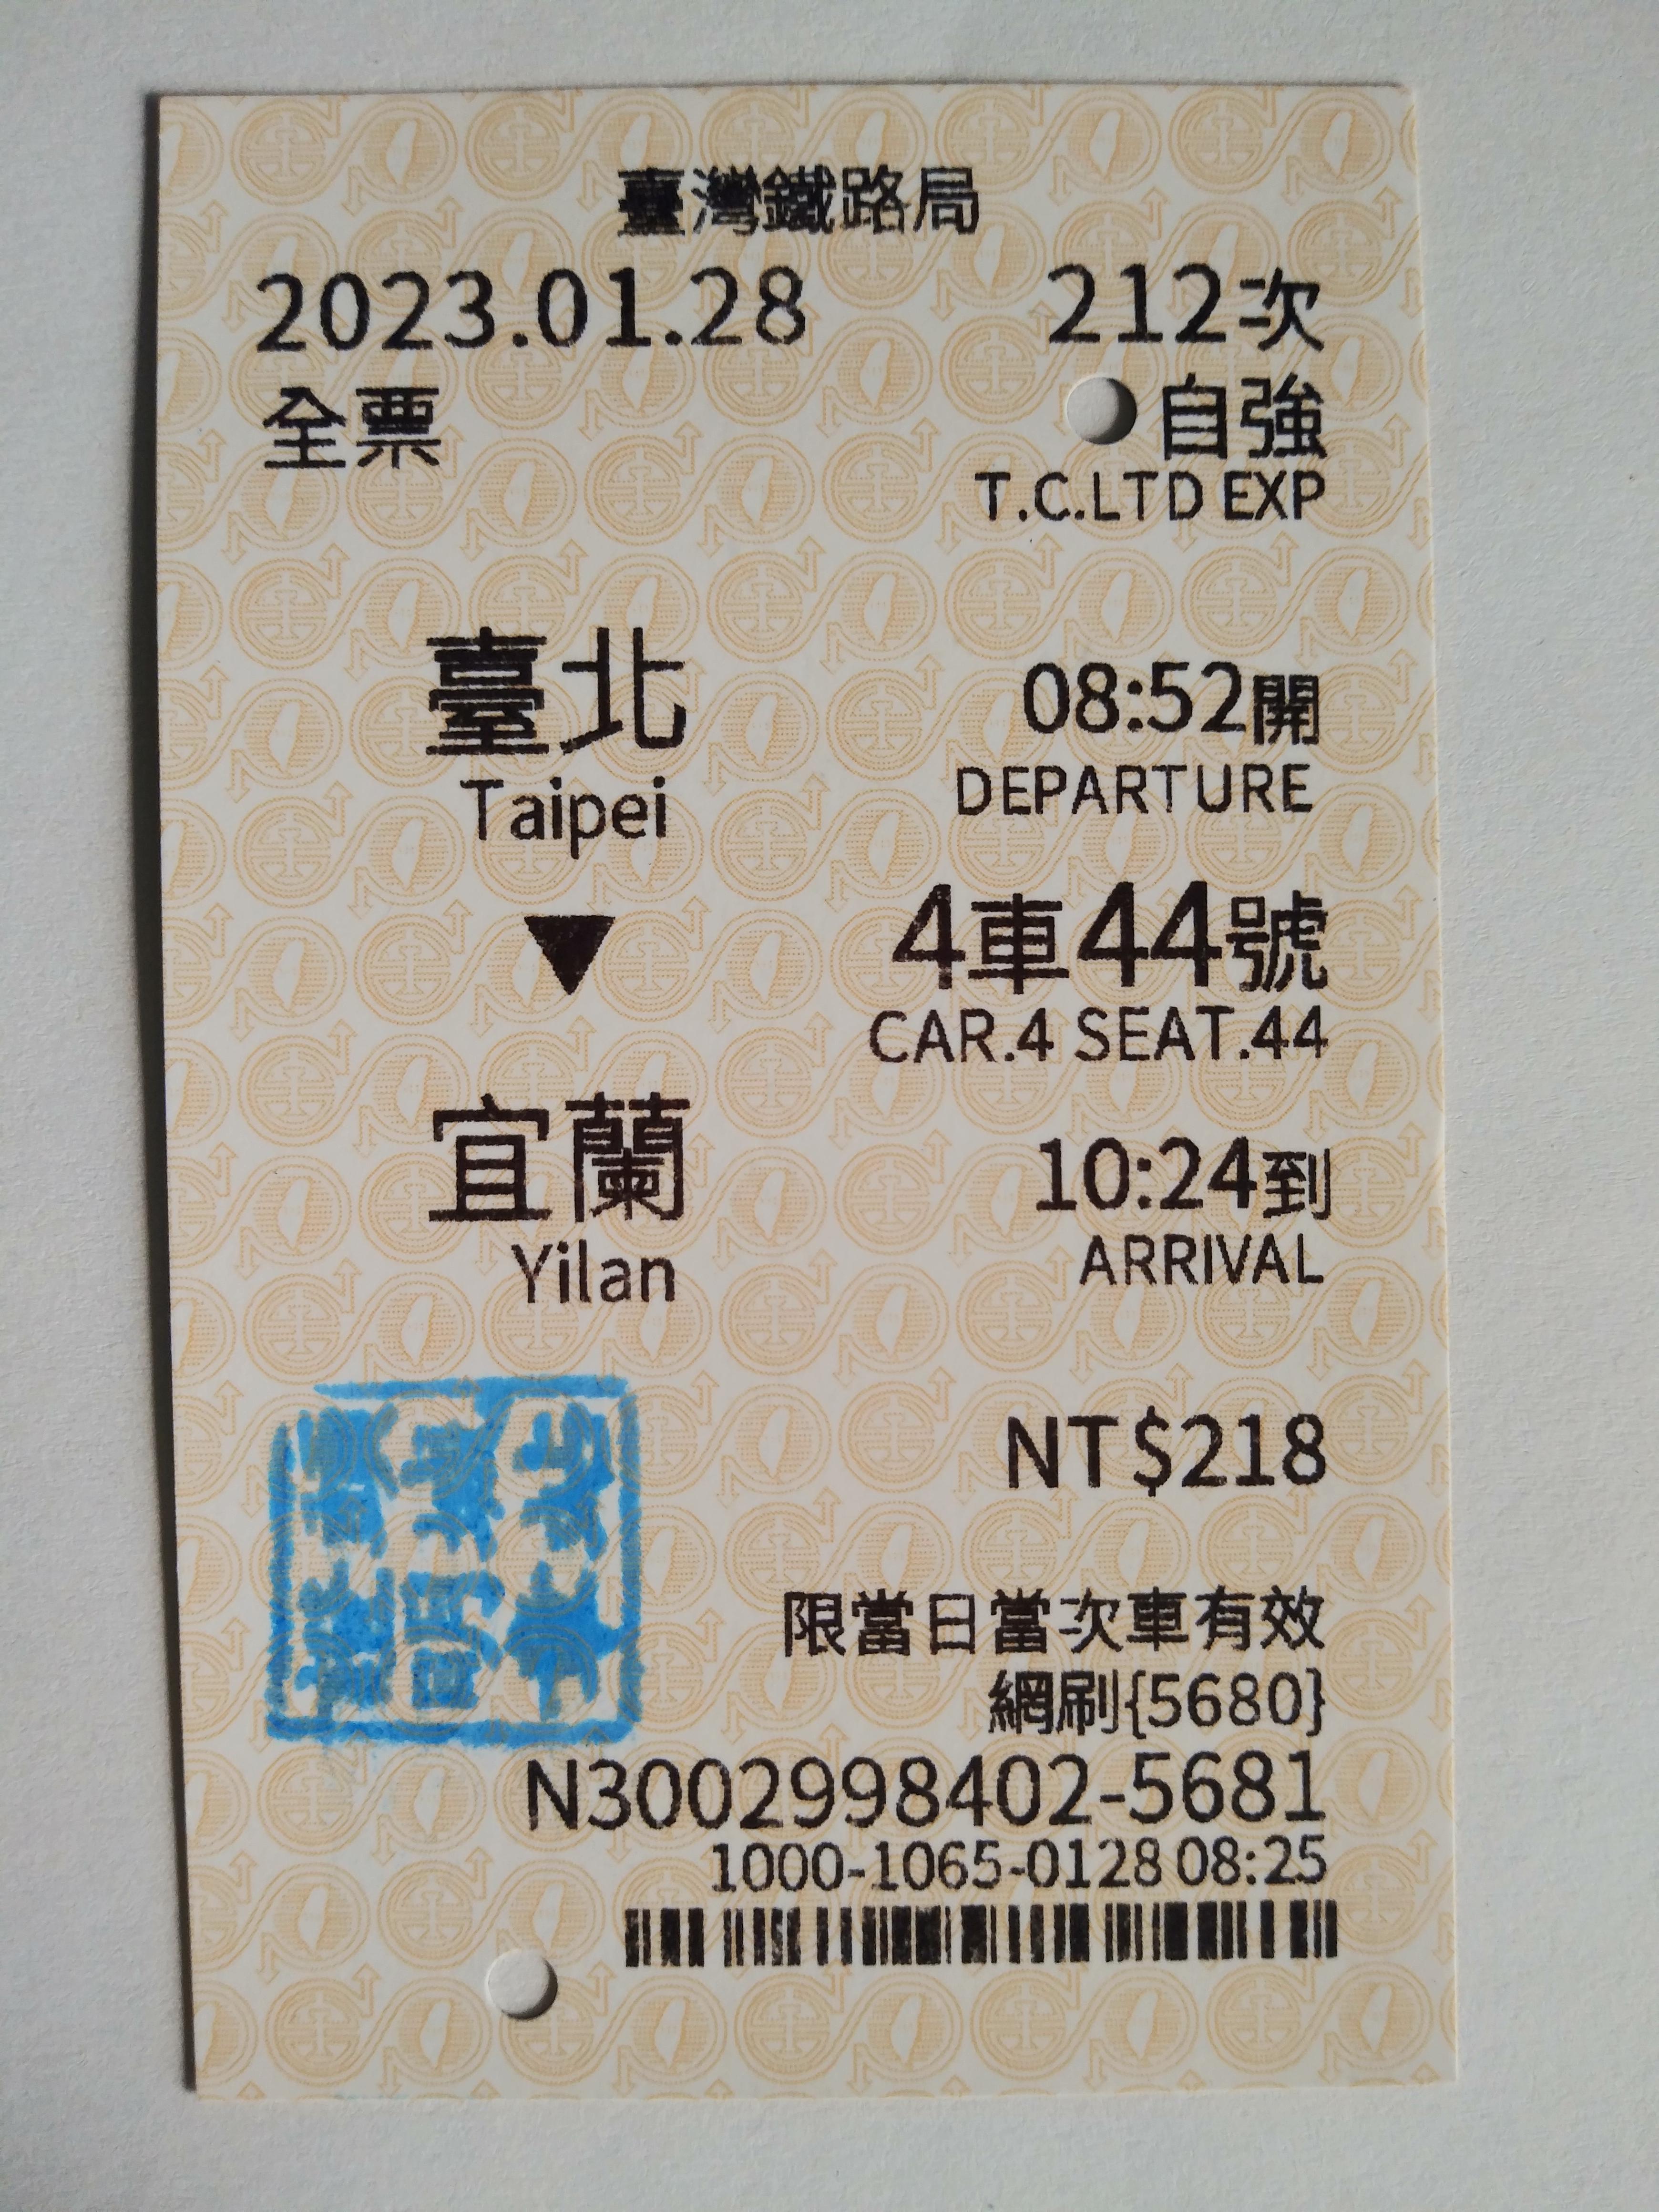 臺灣鐵路局
2023.01.28 212次
全票 自強
T.C.LTD EXP
臺北 08:52開
Taipei DEPARTURE
4車44號
CAR.4 SEAT.44
宜蘭 10:24到
Yilan ARRIVAL
NT$218
限當日當次車有效
網刷{5680}
N3002998402-5681
1000-1065-0128 08:25